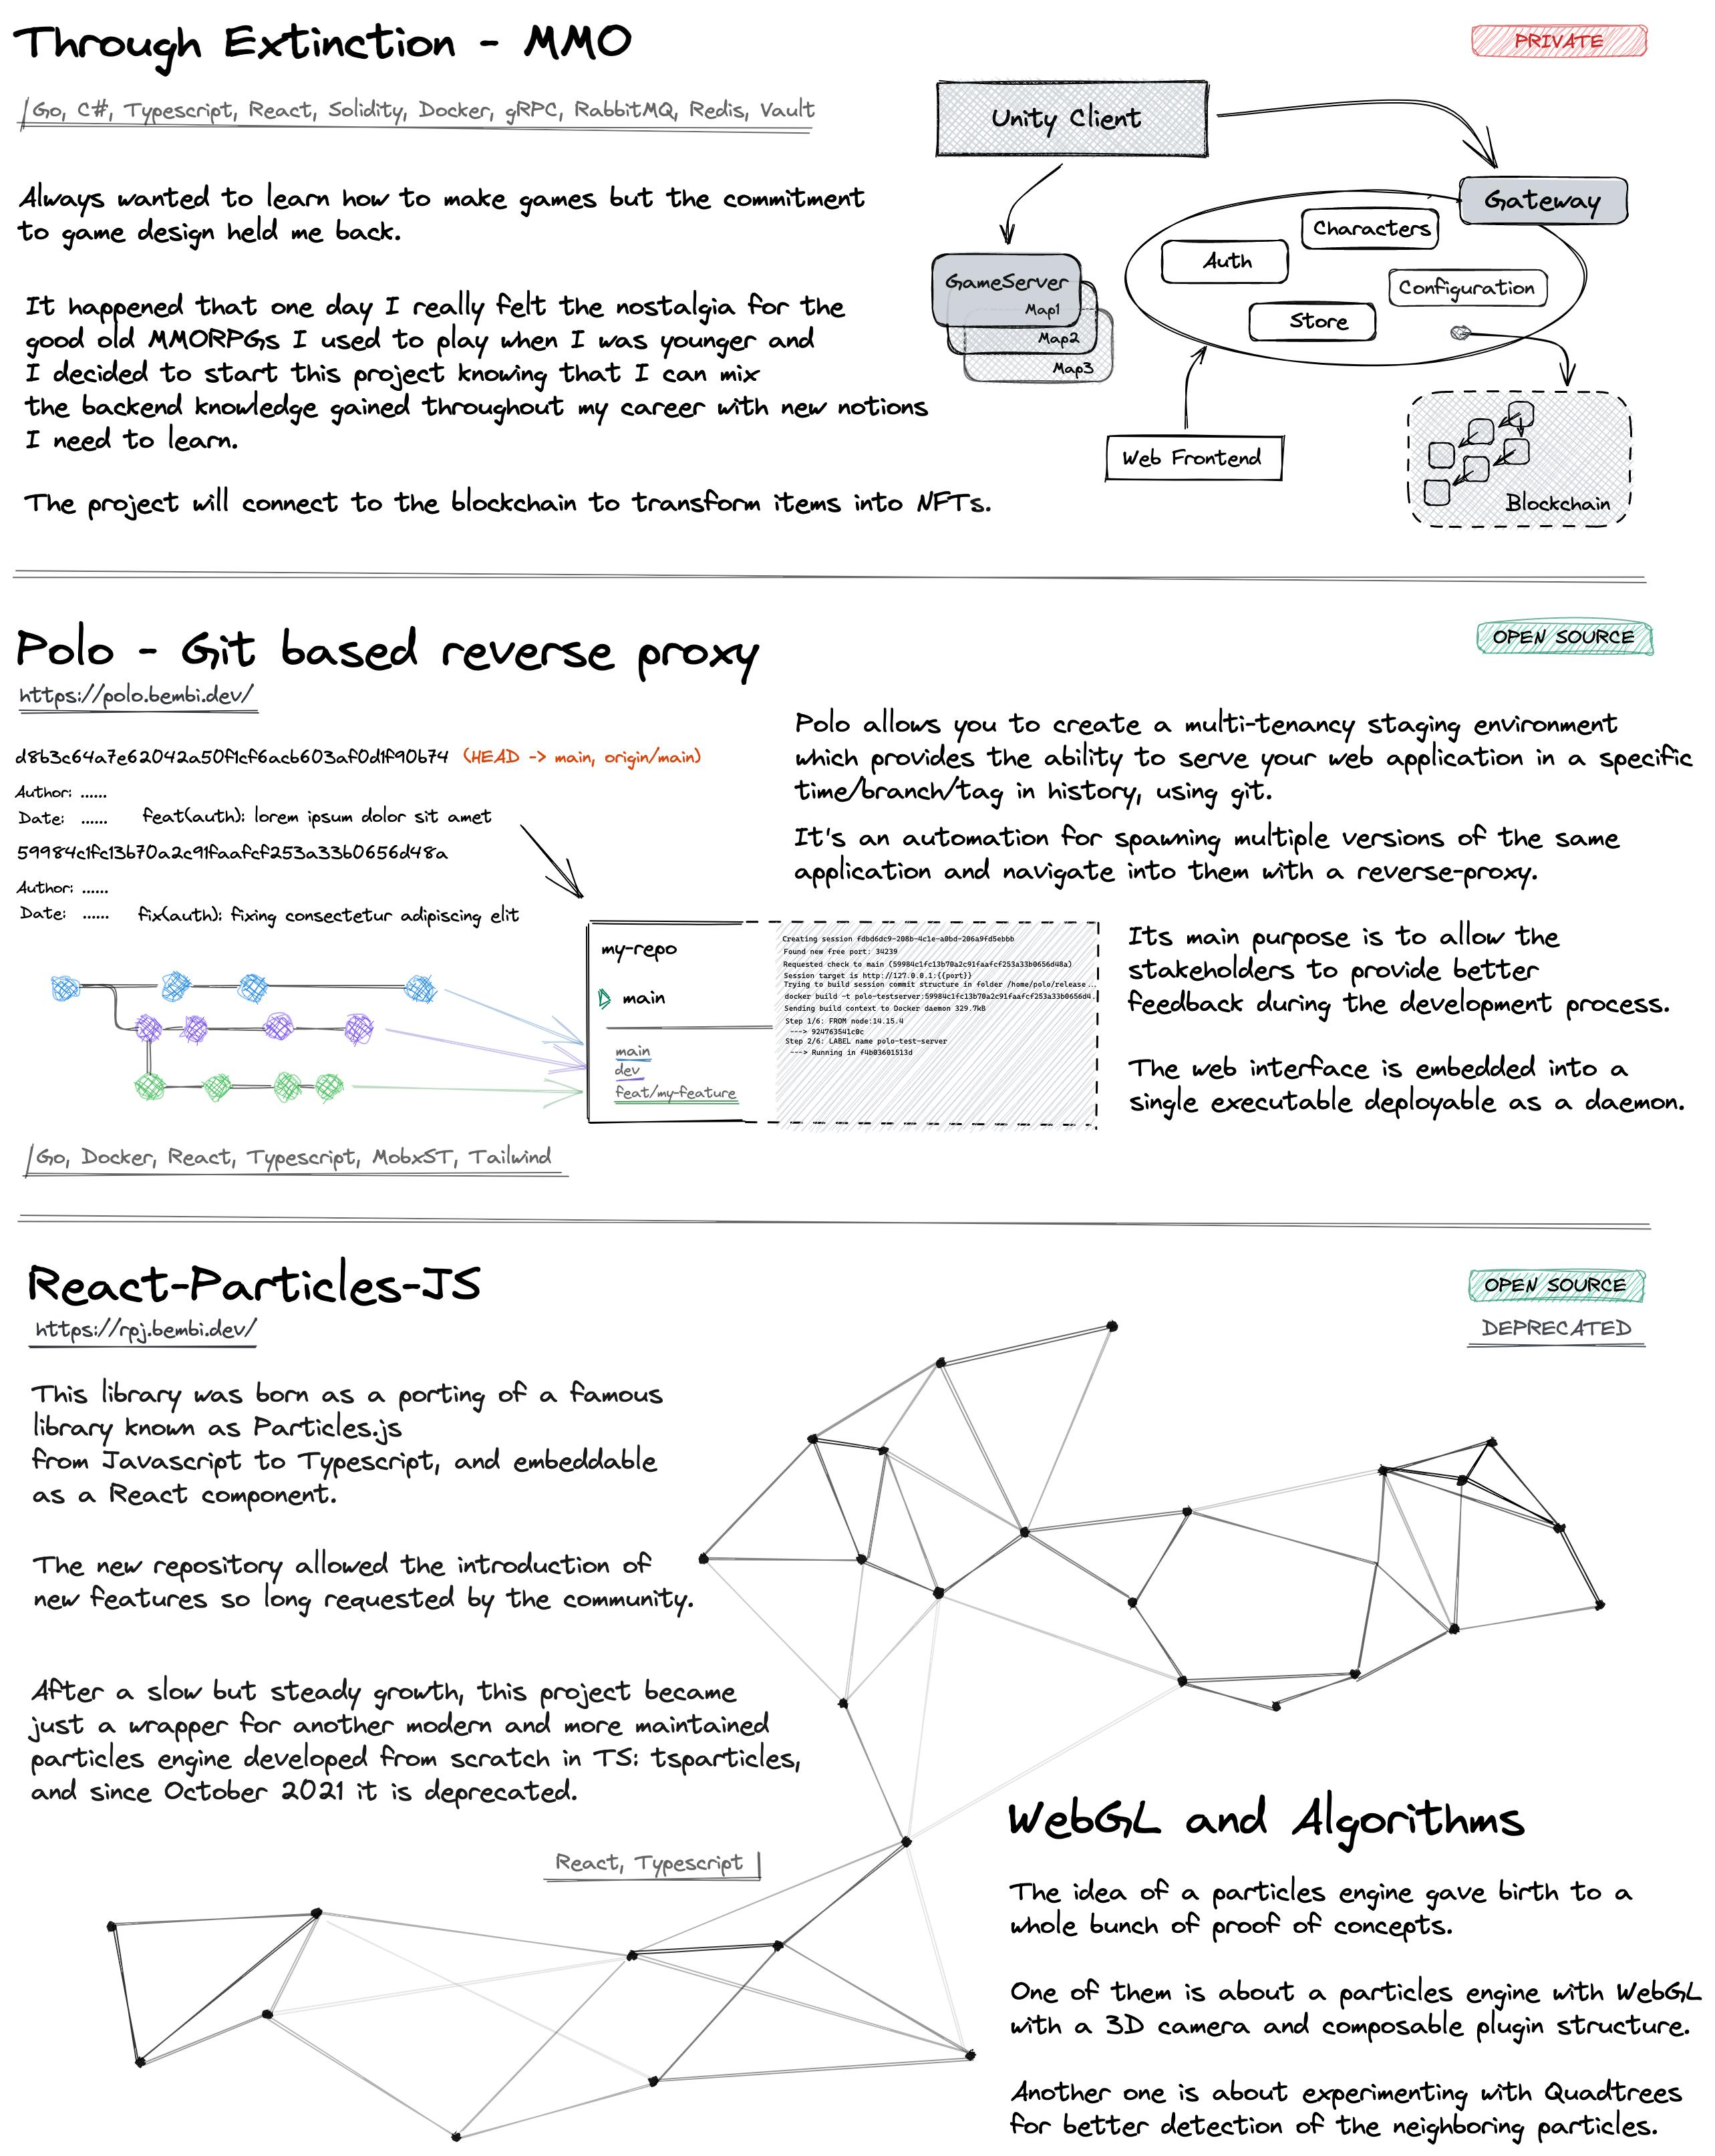 Through Extinction - MMO
PRIVATE
Go, C#, Typescript, React, Solidity, Docker, gRPC, RabbitMQ, Redis, Vault
Always wanted to learn how to make games but the commitment
to game design held me back.
It happened that one day I really felt the nostalgia for the
good old MMORPGs I used to play when I was younger and
I decided to start this project knowing that I can mix
the backend knowledge gained throughout my career with new notions
I need to learn.
The project will connect to the blockchain to transform items into NFTs.
Unity Client
Gateway
Characters
Auth
Configuration
Store
GameServer
Map1
Map2
Map3
Web Frontend
Blockchain
Polo - Git based reverse proxy
OPEN SOURCE
https://polo.bembi.dev/
d8b3c64a7e62042a50f1cf6acb603af0d1f90b74 (HEAD -> main, origin/main)
Author: ......
Date: ...... feat(auth): lorem ipsum dolor sit amet
59984c1fc13b70a2c91faafcf253a33b0656d48a
Author: ......
Date: ...... fix(auth): fixing consectetur adipiscing elit
Polo allows you to create a multi-tenancy staging environment
which provides the ability to serve your web application in a specific
time/branch/tag in history, using git.
It's an automation for spawning multiple versions of the same
application and navigate into them with a reverse-proxy.
my-repo
main
main
dev
feat/my-feature
Creating session fdbd6dc9-208b-4c1e-a0bd-206a9fd5ebbb
Found new free port: 34239
Requested check to main (59984c1fc13b70a2c91faafcf253a33b0656d48a)
Session target is http://127.0.0.1:{{port}}
Trying to build session commit structure in folder /home/polo/release...
docker build -t polo-testserver:59984c1fc13b70a2c91faafcf253a33b0656d4.
Sending build context to Docker daemon 329.7kB
Step 1/6: FROM node:14.15.4
---> 924763541c0c
Step 2/6: LABEL name polo-test-server
---> Running in f4b03601513d
Its main purpose is to allow the
stakeholders to provide better
feedback during the development process.
The web interface is embedded into a
single executable deployable as a daemon.
Go, Docker, React, Typescript, MobxST, Tailwind
React-Particles-JS
OPEN SOURCE
DEPRECATED
https://rpj.bembi.dev/
This library was born as a porting of a famous
library known as Particles.js
from Javascript to Typescript, and embeddable
as a React component.
The new repository allowed the introduction of
new features so long requested by the community.
After a slow but steady growth, this project became
just a wrapper for another modern and more maintained
particles engine developed from scratch in TS: tsparticles,
and since October 2021 it is deprecated.
React, Typescript
WebGL and Algorithms
The idea of a particles engine gave birth to a
whole bunch of proof of concepts.
One of them is about a particles engine with WebGL
with a 3D camera and composable plugin structure.
Another one is about experimenting with Quadtrees
for better detection of the neighboring particles.